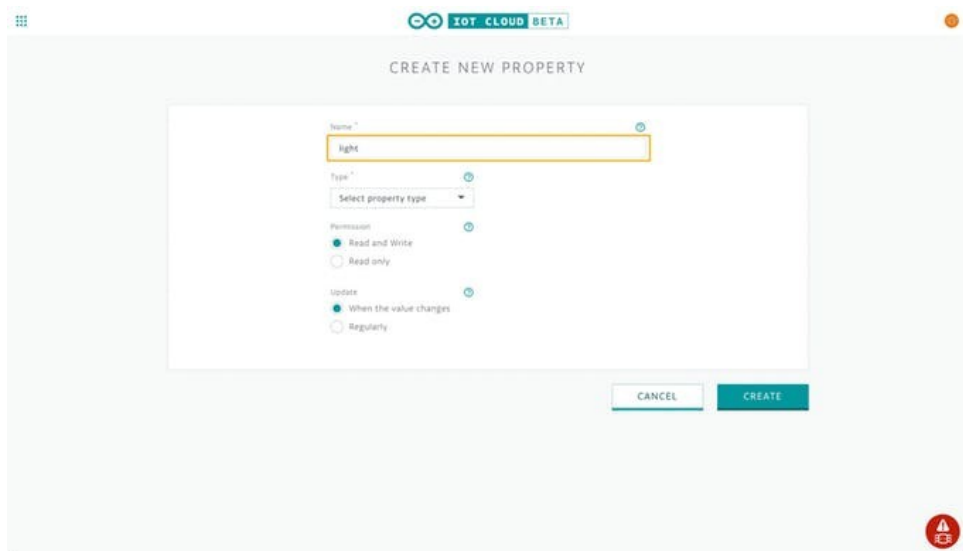 IOT CLOUD BETA
CREATE NEW PROPERTY
Name *
light
Type *
Select property type
Permission
Read and Write
Read only
Update
When the value changes
Regularly
CANCEL
CREATE